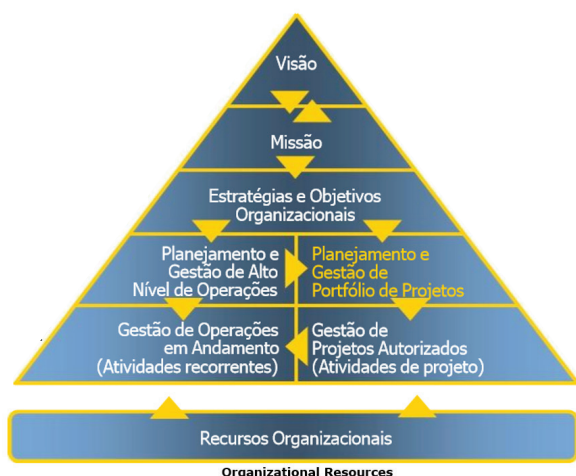 Visão
Missão
Estratégias e Objetivos
Organizacionais
Planejamento e
Gestão de Alto
Nível de Operações
Planejamento e
Gestão de
Portfólio de Projetos
Gestão de Operações
em Andamento
(Atividades recorrentes)
Gestão de
Projetos Autorizados
(Atividades de projeto)
Recursos Organizacionais
Organizational Resources